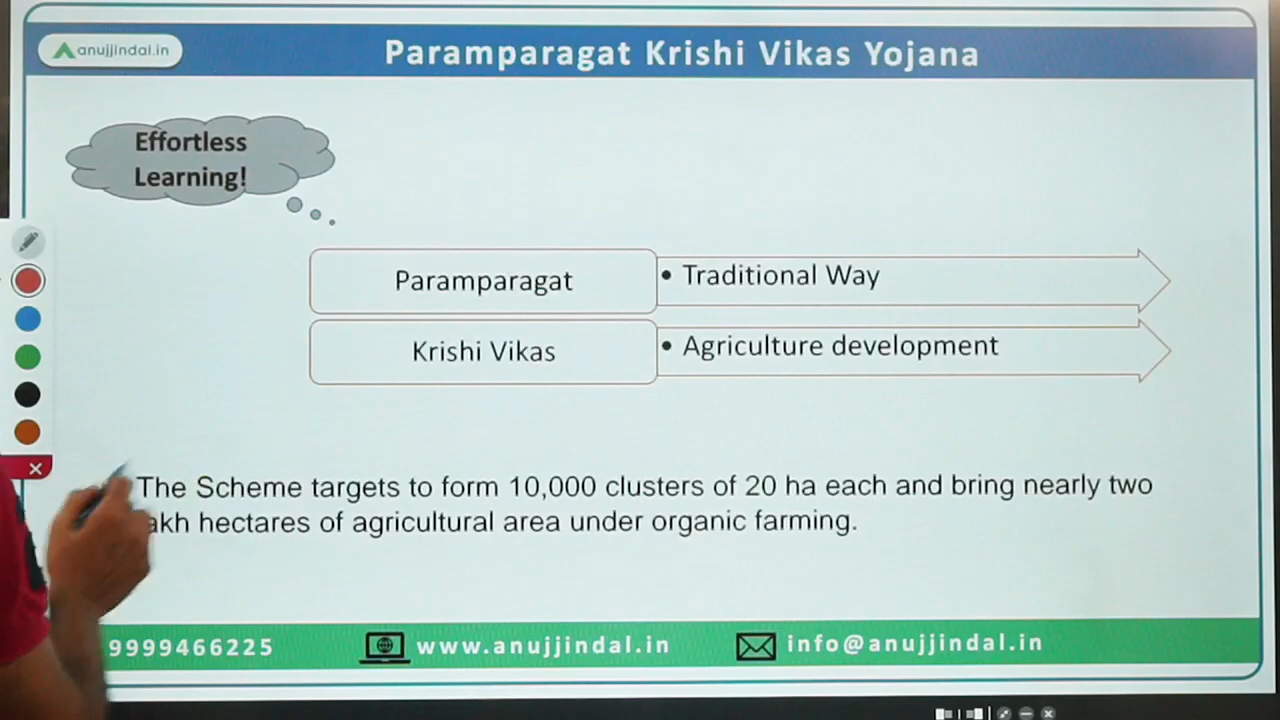 anujjindal.in
Paramparagat Krishi Vikas Yojana
Effortless
Learning!
Paramparagat
• Traditional Way
Krishi Vikas
• Agriculture development
The Scheme targets to form 10,000 clusters of 20 ha each and bring nearly two
akh hectares of agricultural area under organic farming.
9999466225
www.anujjindal.in
info@anujjindal.in